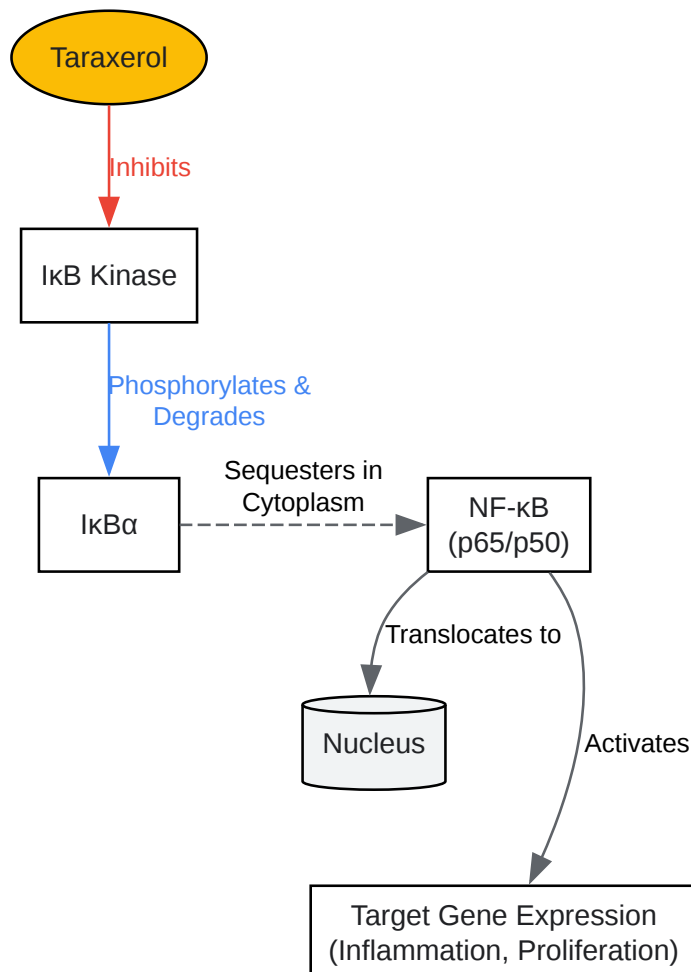 Taraxerol
Inhibits
IκB Kinase
Phosphorylates &
Degrades
IκBα
Sequesters in
Cytoplasm
NF-κB
(p65/p50)
Translocates to
Nucleus
Activates
Target Gene Expression
(Inflammation, Proliferation)